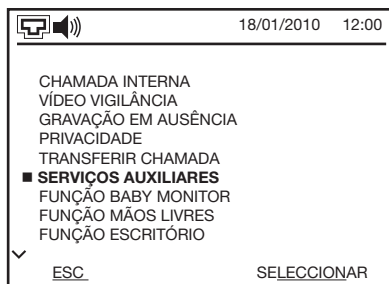 18/01/2010 12:00
CHAMADA INTERNA
VÍDEO VIGILÂNCIA
GRAVAÇÃO EM AUSÊNCIA
PRIVACIDADE
TRANSFERIR CHAMADA
SERVIÇOS AUXILIARES
FUNÇÃO BABY MONITOR
FUNÇÃO MÃOS LIVRES
FUNÇÃO ESCRITÓRIO
ESC SELECCIONAR